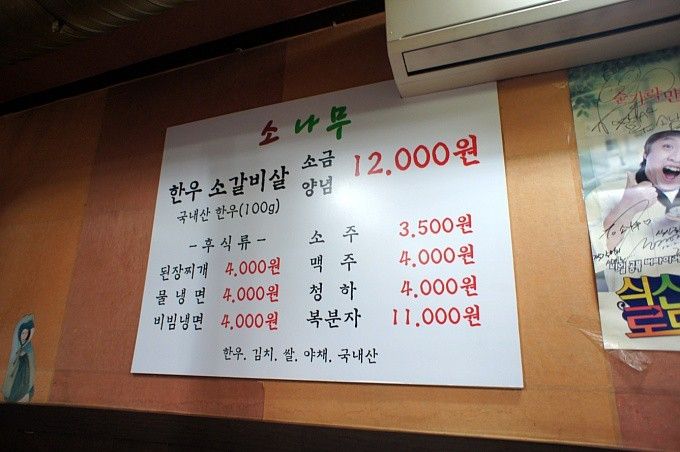 소나무
한우 소갈비살 소금 양념 12.000원
국내산 한우(100g)
-후식류-
된장찌개 4.000원
물냉면 4.000원
비빔냉면 4.000원
소주 3.500원
맥주 4.000원
청하 4.000원
복분자 11.000원
한우. 김치. 쌀. 야채. 국내산